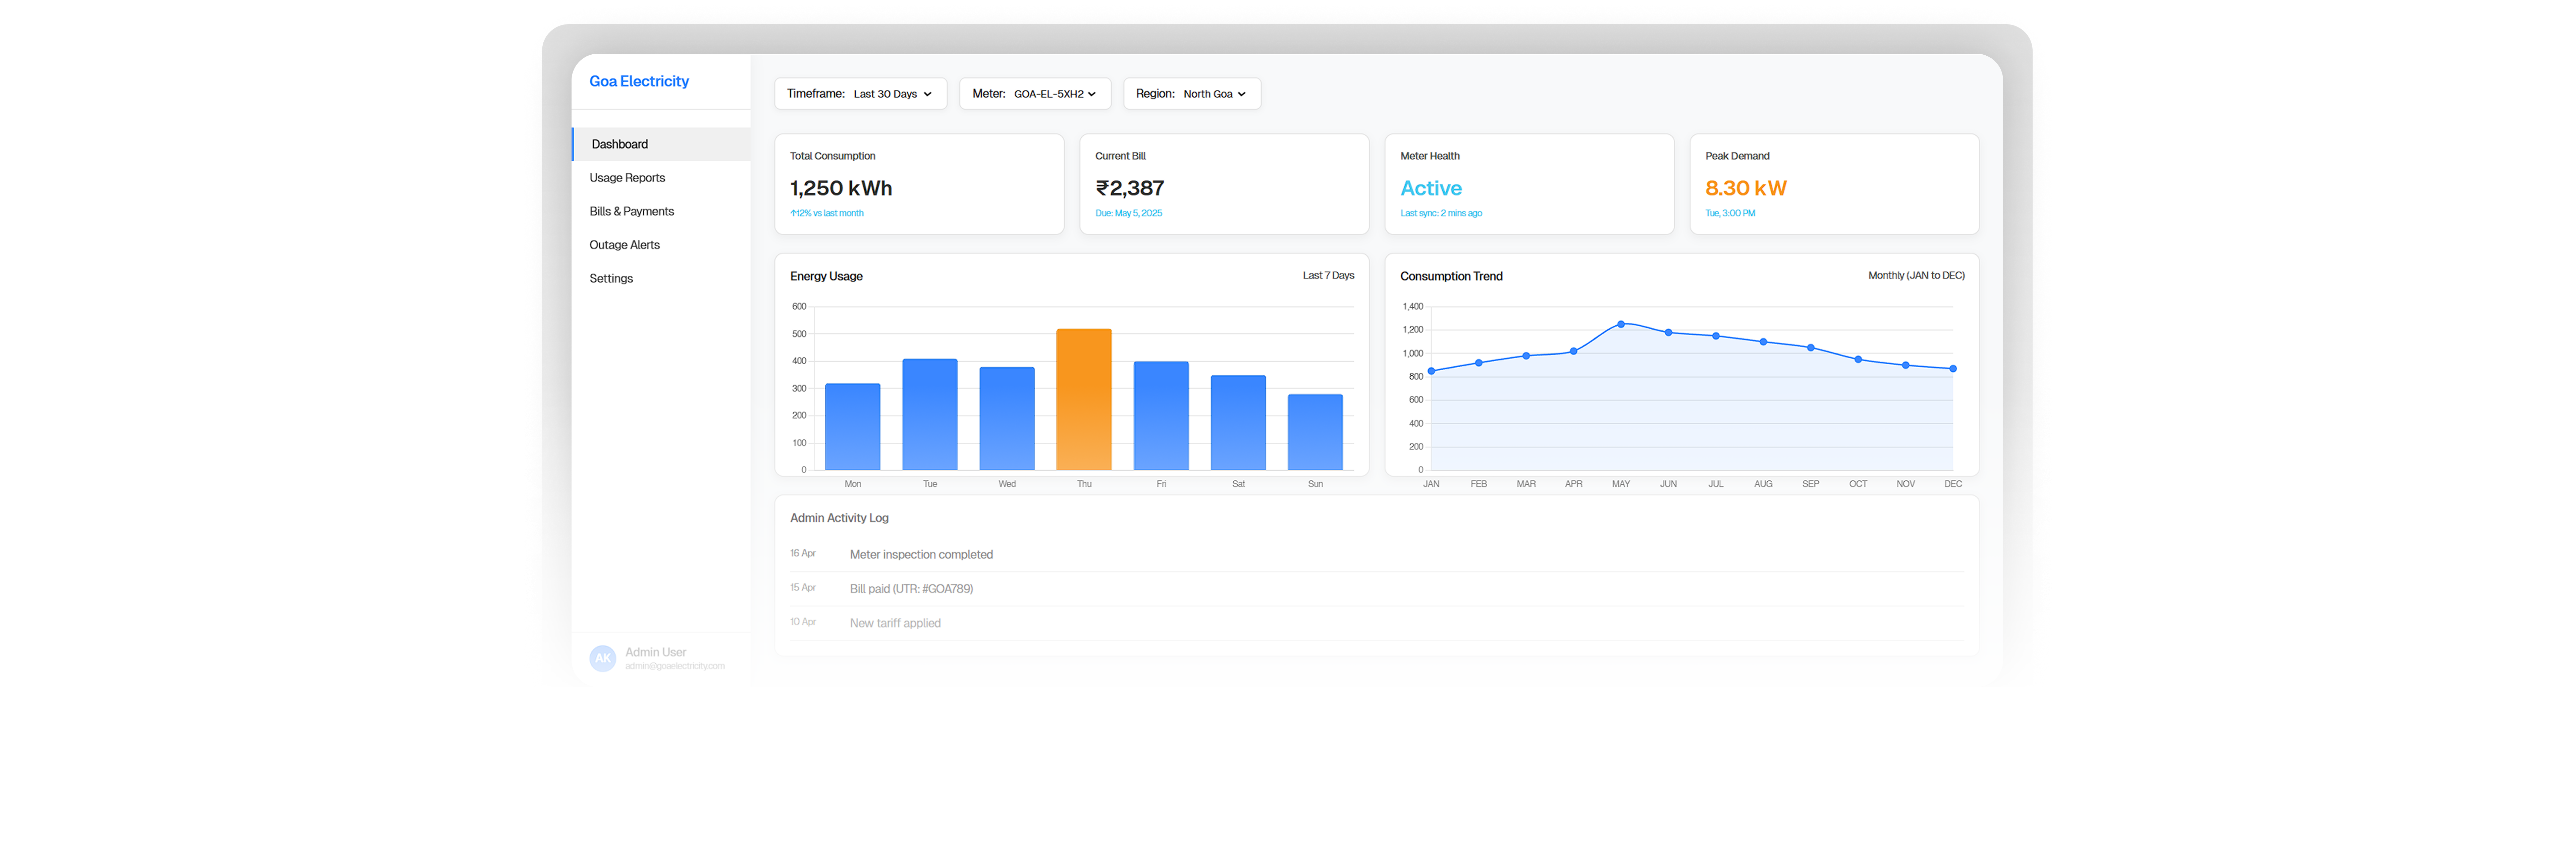 Goa Electricity
Dashboard
Usage Reports
Bills & Payments
Outage Alerts
Settings
AK
Admin User
admin@goaelectricity.com
Timeframe: Last 30 Days
Meter: GOA-EL-5XH2
Region: North Goa
Total Consumption
1,250 kWh
↑12% vs last month
Current Bill
₹2,387
Due: May 5, 2025
Meter Health
Active
Last sync: 2 mins ago
Peak Demand
8.30 kW
Tue, 3:00 PM
Energy Usage
Last 7 Days
600
500
400
300
200
100
0
Mon Tue Wed Thu Fri Sat Sun
Consumption Trend
Monthly (JAN to DEC)
1,400
1,200
1,000
800
600
400
200
0
JAN FEB MAR APR MAY JUN JUL AUG SEP OCT NOV DEC
Admin Activity Log
16 Apr Meter inspection completed
15 Apr Bill paid (UTR: #GOA789)
10 Apr New tariff applied